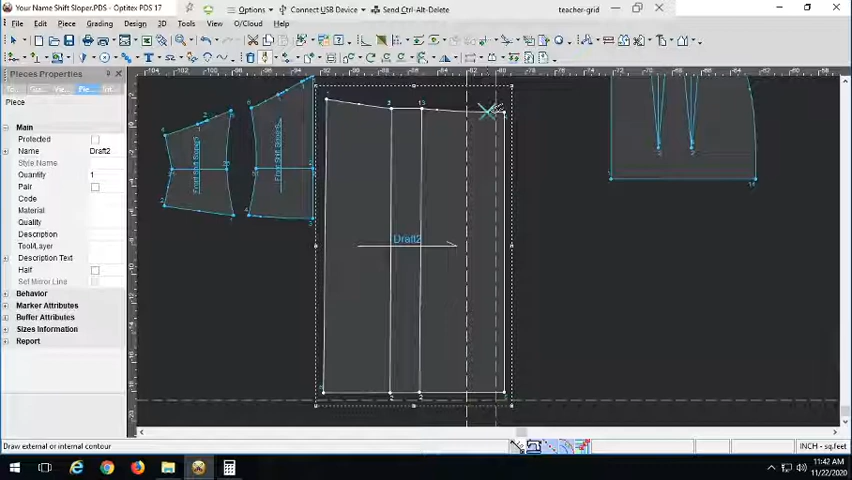 Your Name Shift Sloper.PDS - Optitex PDS 17
Options
Connect USB Device
Send Ctrl-Alt-Delete
teacher-grid
File Edit Piece Grading Design 3D Tools View O/Cloud Help
Pieces Properties
Piece
Main
Protected
Name Draft2
Style Name
Quantity 1
Pair
Code
Material
Quality
Description
Tool/Layer
Description Text
Half
Set Mirror Line
Behavior
Marker Attributes
Buffer Attributes
Sizes Information
Report
Draft2
Draw external or internal contour
INCH - sq.feet
11:42 AM
11/22/2020